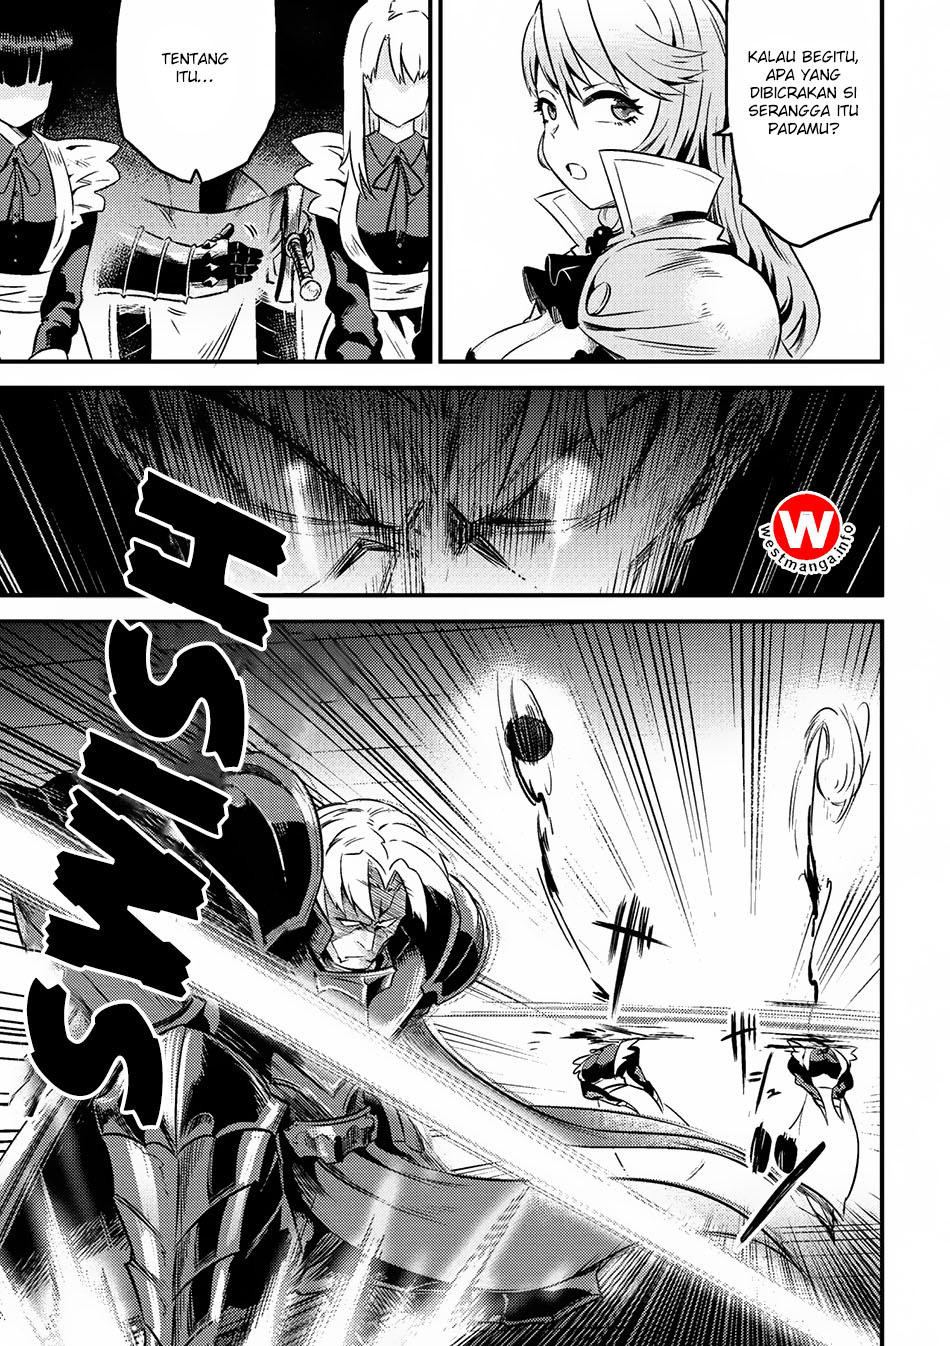 KALAU BEGITU,
APA YANG
DIBICRAKAN SI
SERANGGA ITU
PADAMU?
TENTANG
ITU...
W
westmanga.info
SWISH